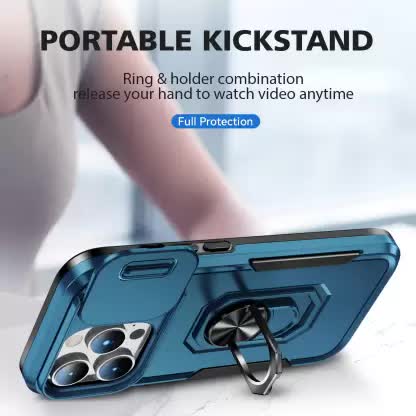 PORTABLE KICKSTAND
Ring & holder combination
release your hand to watch video anytime
Full Protection